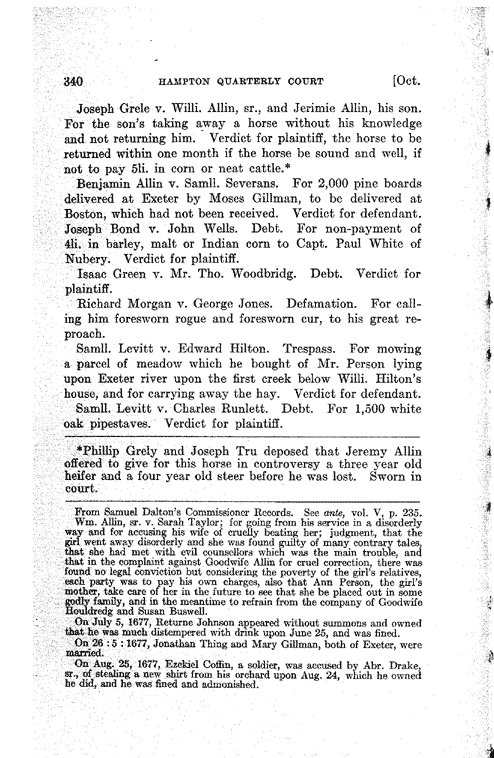 340 HAMPTON QUARTERLY COURT [Oct.
Joseph Grele v. Willi. Allin, sr., and Jerimie Allin, his son.
For the son's taking away a horse without his knowledge
and not returning him. Verdict for plaintiff, the horse to be
returned within one month if the horse be sound and well, if
not to pay 5li. in corn or neat cattle.*
Benjamin Allin v. Samll. Severans. For 2,000 pine boards
delivered at Exeter by Moses Gillman, to be delivered at
Boston, which had not been received. Verdict for defendant.
Joseph Bond v. John Wells. Debt. For non-payment of
4li. in barley, malt or Indian corn to Capt. Paul White of
Nubery. Verdict for plaintiff.
Isaac Green v. Mr. Tho. Woodbridg. Debt. Verdict for
plaintiff.
Richard Morgan v. George Jones. Defamation. For call-
ing him foresworn rogue and foresworn cur, to his great re-
proach.
Samll. Levitt v. Edward Hilton. Trespass. For mowing
a parcel of meadow which he bought of Mr. Person lying
upon Exeter river upon the first creek below Willi. Hilton's
house, and for carrying away the hay. Verdict for defendant.
Samll. Levitt v. Charles Runlett. Debt. For 1,500 white
oak pipestaves. Verdict for plaintiff.
*Phillip Grely and Joseph Tru deposed that Jeremy Allin
offered to give for this horse in controversy a three year old
heifer and a four year old steer before he was lost. Sworn in
court.
From Samuel Dalton's Commissioner Records. See ante, vol. V, p. 235.
Wm. Allin, sr. v. Sarah Taylor; for going from his service in a disorderly
way and for accusing his wife of cruelly beating her; judgment, that the
girl went away disorderly and she was found guilty of many contrary tales,
that she had met with evil counsellors which was the main trouble, and
that in the complaint against Goodwife Allin for cruel correction, there was
found no legal conviction but considering the poverty of the girl's relatives,
each party was to pay his own charges, also that Ann Person, the girl's
mother, take care of her in the future to see that she be placed out in some
godly family, and in the meantime to refrain from the company of Goodwife
Houldredg and Susan Buswell.
On July 5, 1677, Returne Johnson appeared without summons and owned
that he was much distempered with drink upon June 25, and was fined.
On 26 : 5 : 1677, Jonathan Thing and Mary Gillman, both of Exeter, were
married.
On Aug. 25, 1677, Ezekiel Coffin, a soldier, was accused by Abr. Drake,
sr., of stealing a new shirt from his orchard upon Aug. 24, which he owned
he did, and he was fined and admonished.